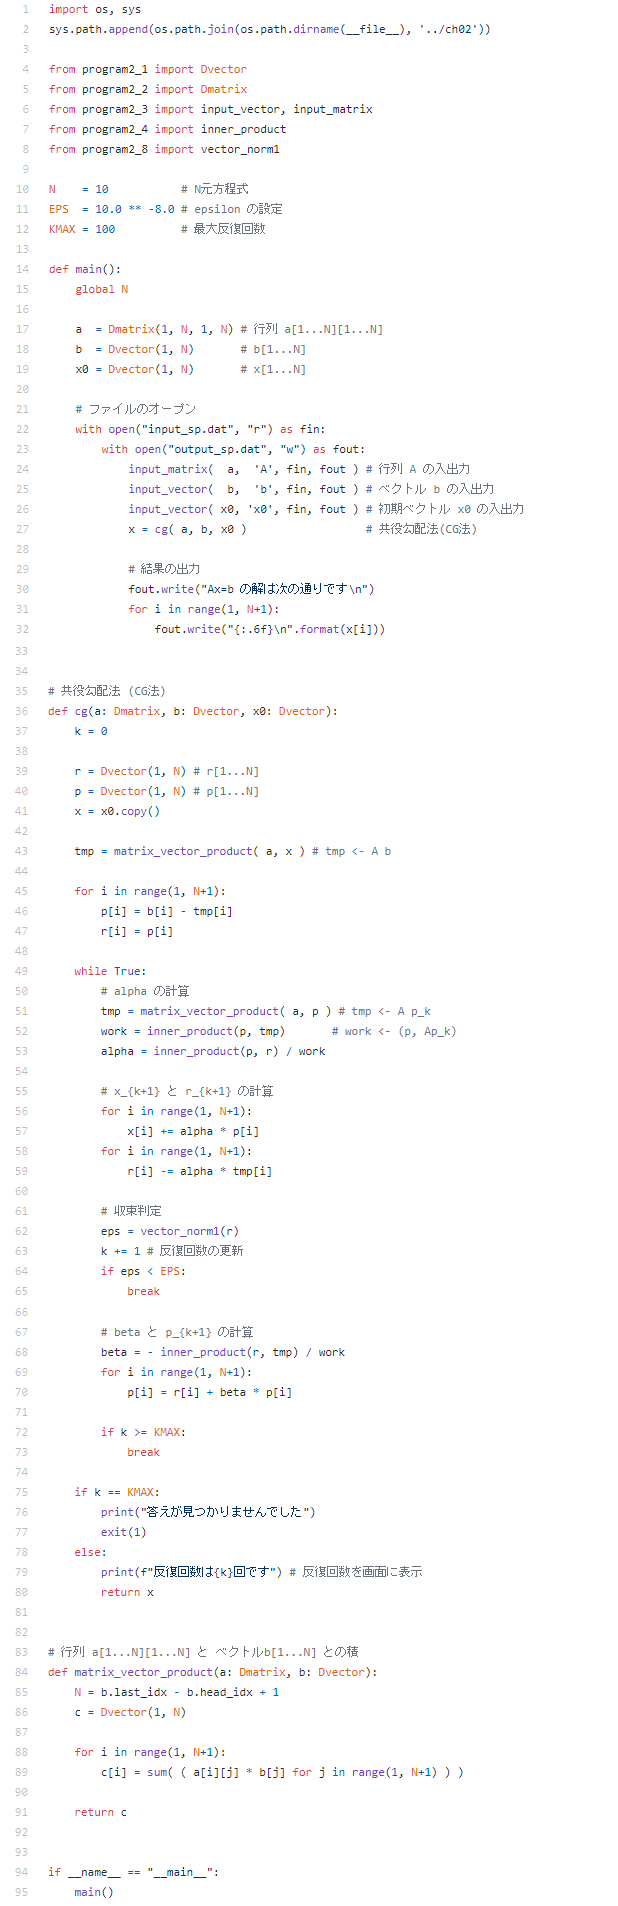 1 import os, sys
2 sys.path.append(os.path.join(os.path.dirname(__file__), '../ch02'))
3
4 from program2_1 import Dvector
5 from program2_2 import Dmatrix
6 from program2_3 import input_vector, input_matrix
7 from program2_4 import inner_product
8 from program2_8 import vector_norm1
9
10 N    = 10           # N元方程式
11 EPS  = 10.0 ** -8.0 # epsilon の設定
12 KMAX = 100          # 最大反復回数
13
14 def main():
15     global N
16
17     a  = Dmatrix(1, N, 1, N) # 行列 a[1...N][1...N]
18     b  = Dvector(1, N)       # b[1...N]
19     x0 = Dvector(1, N)       # x[1...N]
20
21     # ファイルのオープン
22     with open("input_sp.dat", "r") as fin:
23         with open("output_sp.dat", "w") as fout:
24             input_matrix(  a,  'A', fin, fout ) # 行列 A の入出力
25             input_vector(  b,  'b', fin, fout ) # ベクトル b の入出力
26             input_vector( x0, 'x0', fin, fout ) # 初期ベクトル x0 の入出力
27             x = cg( a, b, x0 )                  # 共役勾配法(CG法)
28
29             # 結果の出力
30             fout.write("Ax=b の解は次の通りです\n")
31             for i in range(1, N+1):
32                 fout.write("{:.6f}\n".format(x[i]))
33
34
35 # 共役勾配法 (CG法)
36 def cg(a: Dmatrix, b: Dvector, x0: Dvector):
37     k = 0
38
39     r = Dvector(1, N) # r[1...N]
40     p = Dvector(1, N) # p[1...N]
41     x = x0.copy()
42
43     tmp = matrix_vector_product( a, x ) # tmp <- A b
44
45     for i in range(1, N+1):
46         p[i] = b[i] - tmp[i]
47         r[i] = p[i]
48
49     while True:
50         # alpha の計算
51         tmp = matrix_vector_product( a, p ) # tmp <- A p_k
52         work = inner_product(p, tmp)       # work <- (p, Ap_k)
53         alpha = inner_product(p, r) / work
54
55         # x_{k+1} と r_{k+1} の計算
56         for i in range(1, N+1):
57             x[i] += alpha * p[i]
58         for i in range(1, N+1):
59             r[i] -= alpha * tmp[i]
60
61         # 収束判定
62         eps = vector_norm1(r)
63         k += 1 # 反復回数の更新
64         if eps < EPS:
65             break
66
67         # beta と p_{k+1} の計算
68         beta = - inner_product(r, tmp) / work
69         for i in range(1, N+1):
70             p[i] = r[i] + beta * p[i]
71
72         if k >= KMAX:
73             break
74
75     if k == KMAX:
76         print("答えが見つかりませんでした")
77         exit(1)
78     else:
79         print(f"反復回数は{k}回です") # 反復回数を画面に表示
80         return x
81
82
83 # 行列 a[1...N][1...N] と ベクトルb[1...N] との積
84 def matrix_vector_product(a: Dmatrix, b: Dvector):
85     N = b.last_idx - b.head_idx + 1
86     c = Dvector(1, N)
87
88     for i in range(1, N+1):
89         c[i] = sum( ( a[i][j] * b[j] for j in range(1, N+1) ) )
90
91     return c
92
93
94 if __name__ == "__main__":
95     main()